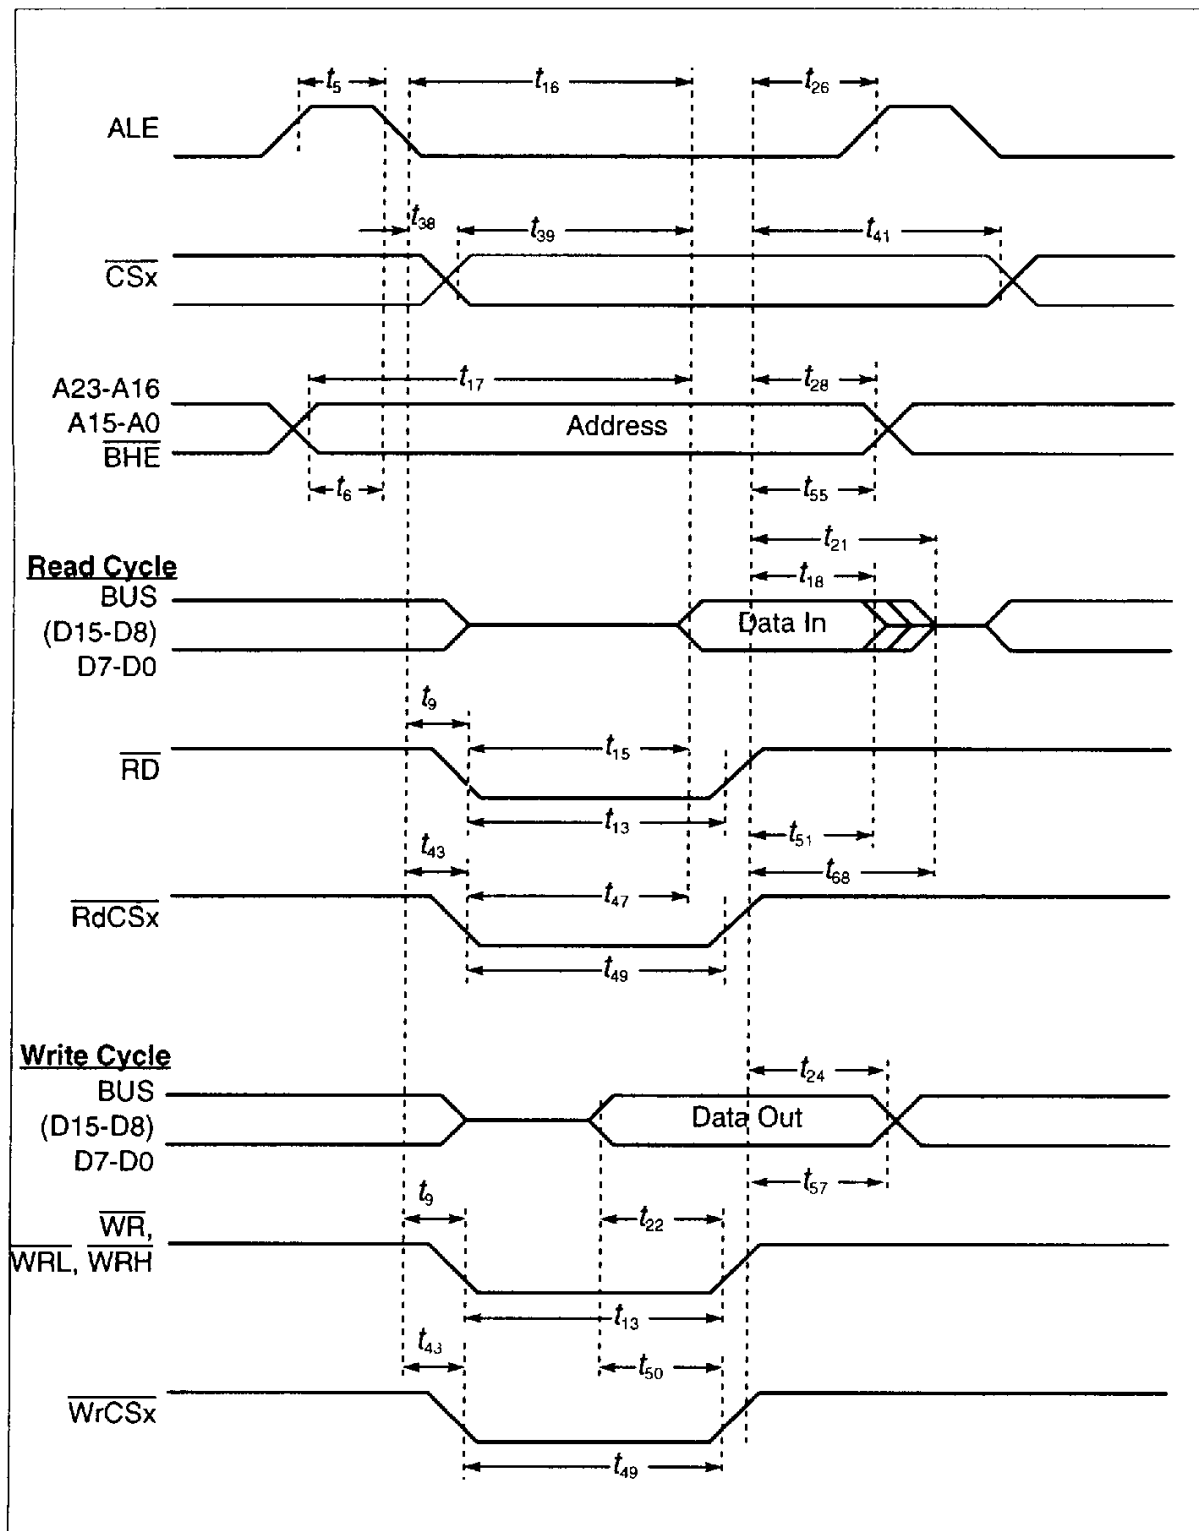 t5 t16 t26
ALE
t38 t39 t41
CSx
A23-A16 t17 t28
A15-A0 Address
BHE
t6 t55
t21
Read Cycle t18
BUS
(D15-D8) Data In
D7-D0
t9
t15
RD
t13 t51
t43 t68
RdCSx t47
t49
Write Cycle
t24
BUS
(D15-D8) Data Out
D7-D0
t57
t9 t22
WR,
WRL, WRH
t13
t43 t50
WrCSx
t49